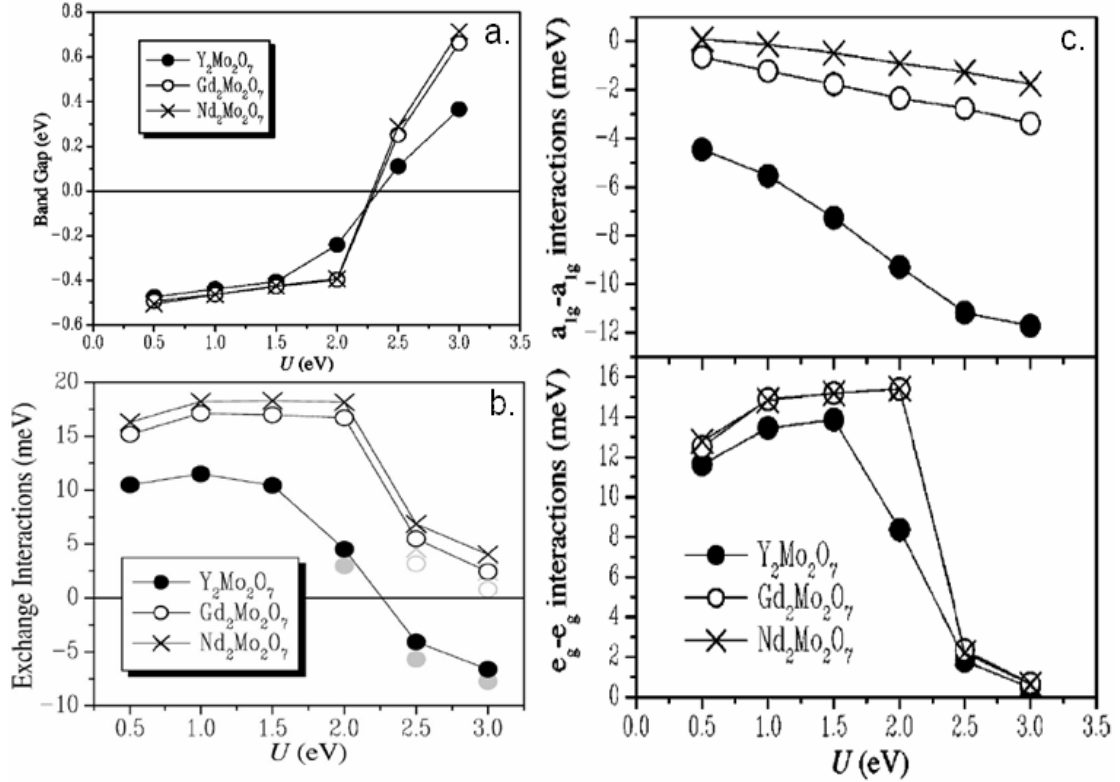 a.
0.8
0.6
0.4
0.2
0.0
-0.2
-0.4
-0.6
Band Gap (eV)
Y2Mo2O7
Gd2Mo2O7
Nd2Mo2O7
0.0 0.5 1.0 1.5 2.0 2.5 3.0 3.5
U (eV)
b.
20
15
10
5
0
-5
-10
Exchange Interactions (meV)
Y2Mo2O7
Gd2Mo2O7
Nd2Mo2O7
0.5 1.0 1.5 2.0 2.5 3.0
U (eV)
c.
0
-2
-4
-6
-8
-10
-12
a1g-a1g interactions (meV)
16
14
12
10
8
6
4
2
0
eg-eg interactions (meV)
Y2Mo2O7
Gd2Mo2O7
Nd2Mo2O7
0.0 0.5 1.0 1.5 2.0 2.5 3.0 3.5
U (eV)